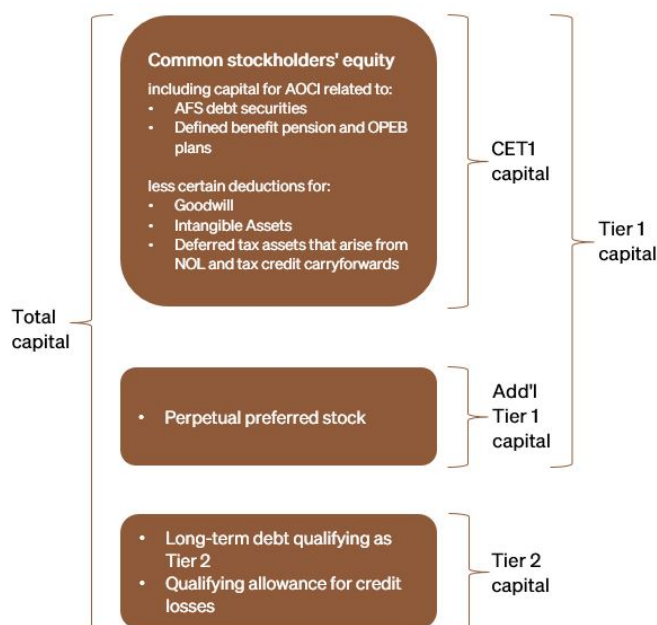 Common stockholders' equity
including capital for AOCI related to:
• AFS debt securities
• Defined benefit pension and OPEB
plans
less certain deductions for:
• Goodwill
• Intangible Assets
• Deferred tax assets that arise from
NOL and tax credit carryforwards
CET1
capital
Tier 1
capital
Total
capital
• Perpetual preferred stock
Add'l
Tier 1
capital
• Long-term debt qualifying as
Tier 2
• Qualifying allowance for credit
losses
Tier 2
capital